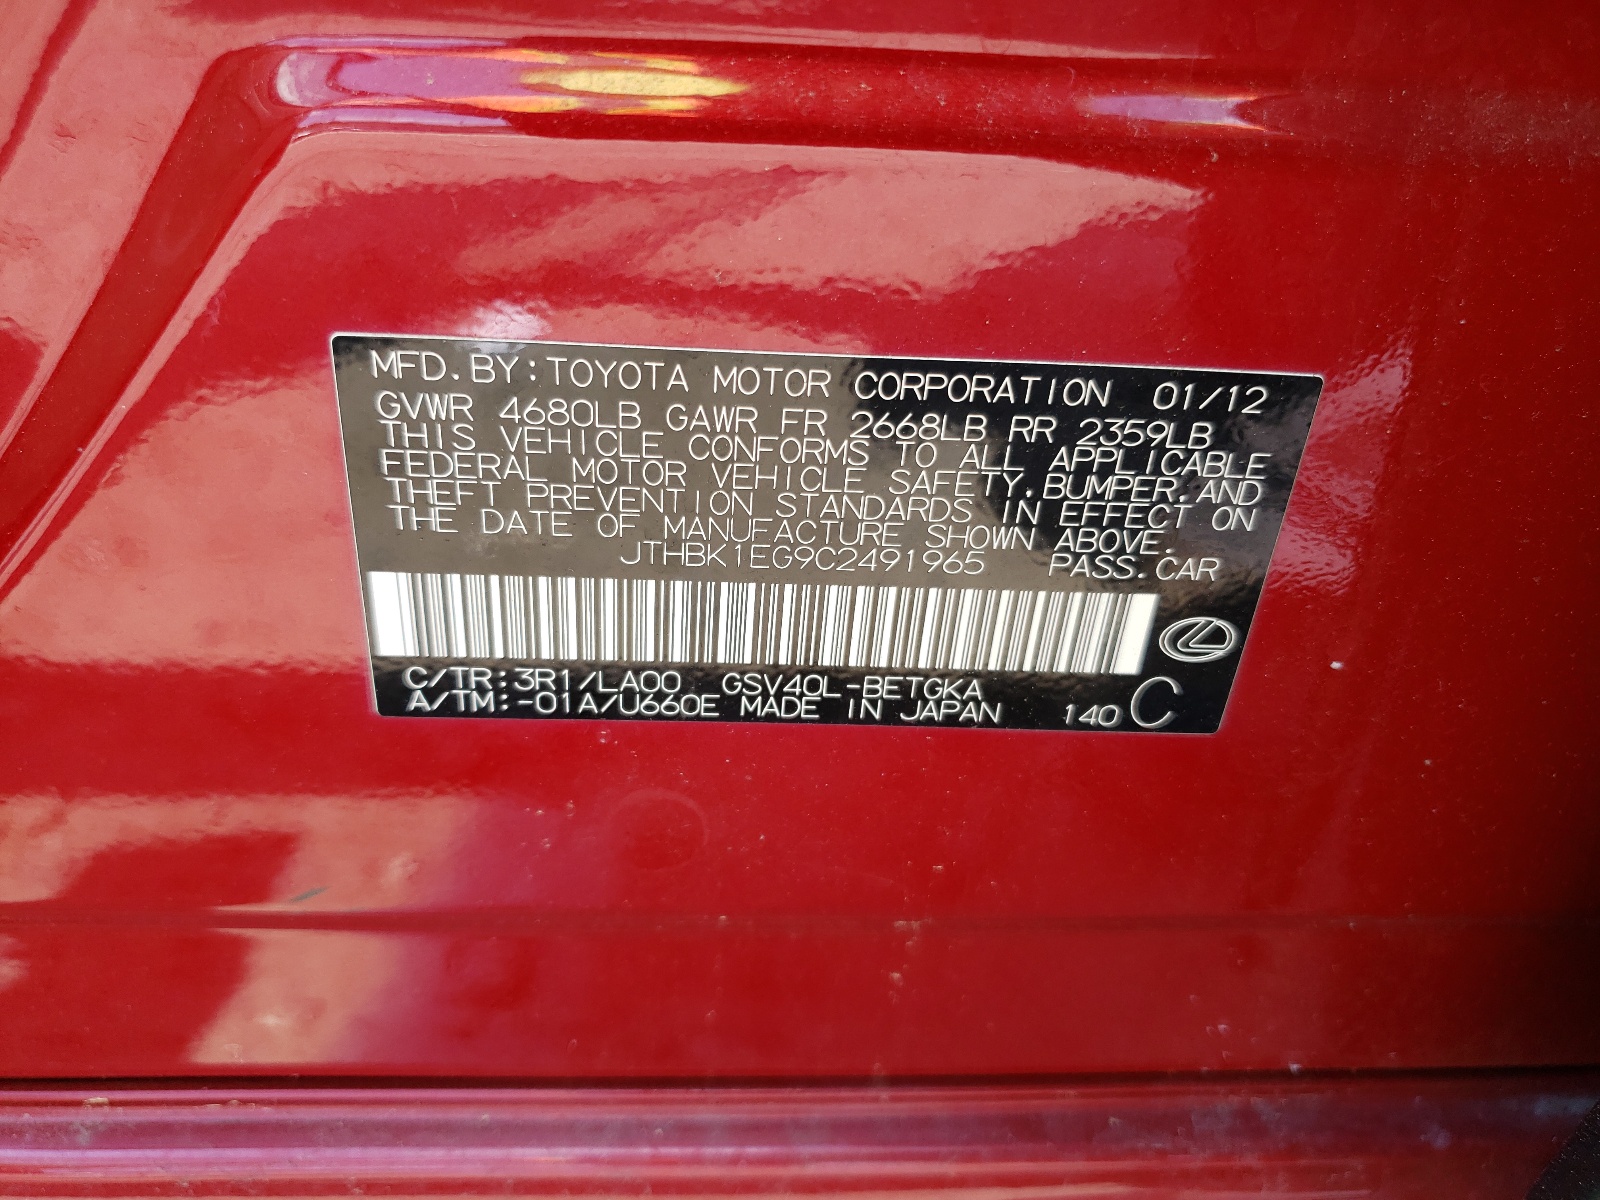 MFD. BY: TOYOTA MOTOR CORPORATION 01/12
GVWR 4680LB GAWR FR 2668LB RR 2359LB
THIS VEHICLE CONFORMS TO ALL APPLICABLE
FEDERAL MOTOR VEHICLE SAFETY, BUMPER, AND
THEFT PREVENTION STANDARDS IN EFFECT ON
THE DATE OF MANUFACTURE SHOWN ABOVE.
JTHBK1EG9C2491965 PASS. CAR
C/TR: 3R1/LA00 GSV40L-BETGKA
A/TM: -01A/U660E MADE IN JAPAN 140 C